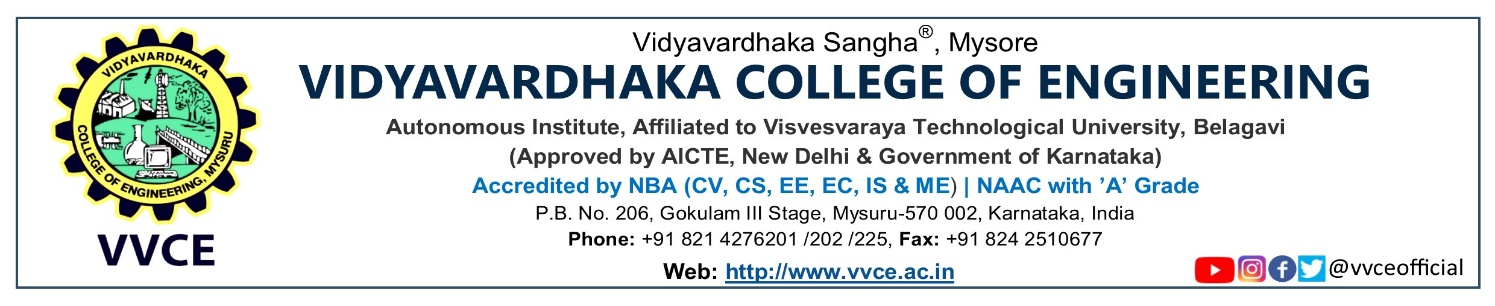 Vidyavardhaka Sangha®, Mysore
VIDYAVARDHAKA COLLEGE OF ENGINEERING
Autonomous Institute, Affiliated to Visvesvaraya Technological University, Belagavi
(Approved by AICTE, New Delhi & Government of Karnataka)
Accredited by NBA (CV, CS, EE, EC, IS & ME) | NAAC with ’A’ Grade
P.B. No. 206, Gokulam III Stage, Mysuru-570 002, Karnataka, India
Phone: +91 821 4276201 /202 /225, Fax: +91 824 2510677
Web: http://www.vvce.ac.in
@vvceofficial
VIDYAVARDHAKA
COLLEGE OF ENGINEERING, MYSURU
VVCE